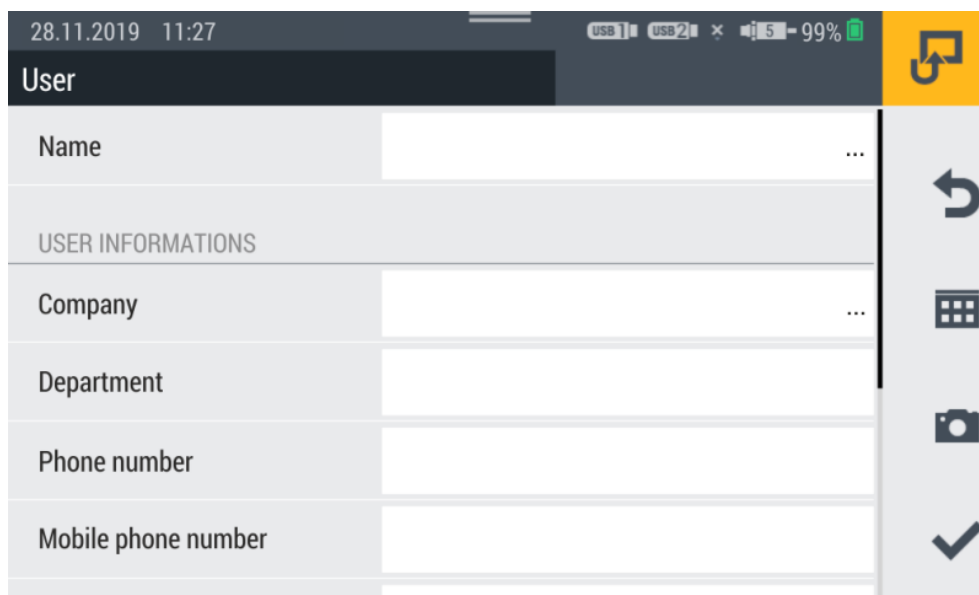 28.11.2019 11:27 USB 1 USB 2 5 99%
User
Name ...
USER INFORMATIONS
Company ...
Department
Phone number
Mobile phone number